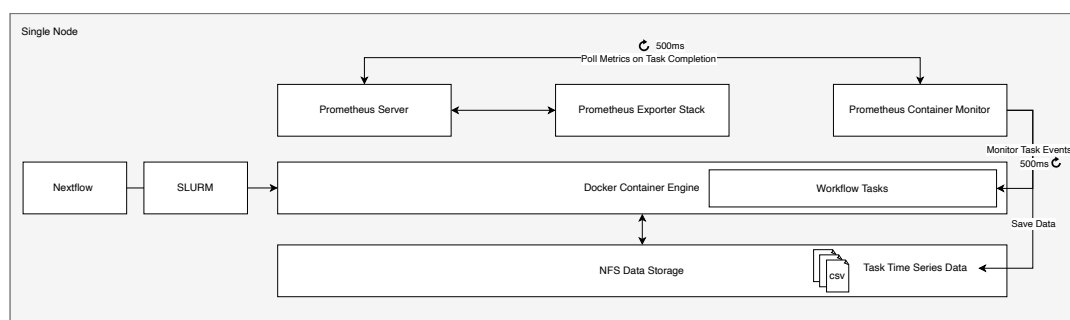 Single Node
500ms
Poll Metrics on Task Completion
Prometheus Server
Prometheus Exporter Stack
Prometheus Container Monitor
Monitor Task Events
500ms
Nextflow
SLURM
Docker Container Engine
Workflow Tasks
Save Data
NFS Data Storage
CSV
Task Time Series Data